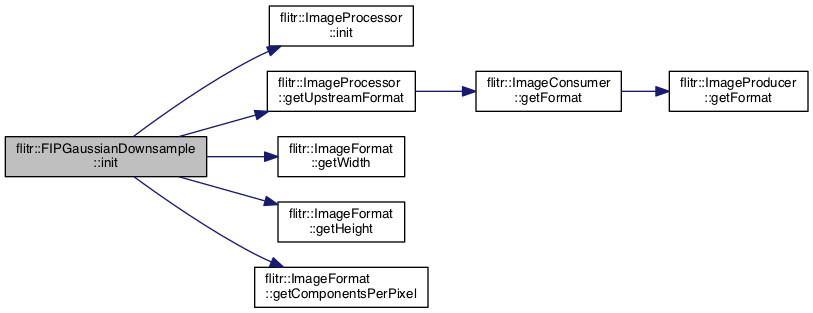 flitr::ImageProcessor
::init
flitr::ImageProcessor
::getUpstreamFormat
flitr::ImageConsumer
::getFormat
flitr::ImageProducer
::getFormat
flitr::FIPGaussianDownsample
::init
flitr::ImageFormat
::getWidth
flitr::ImageFormat
::getHeight
flitr::ImageFormat
::getComponentsPerPixel